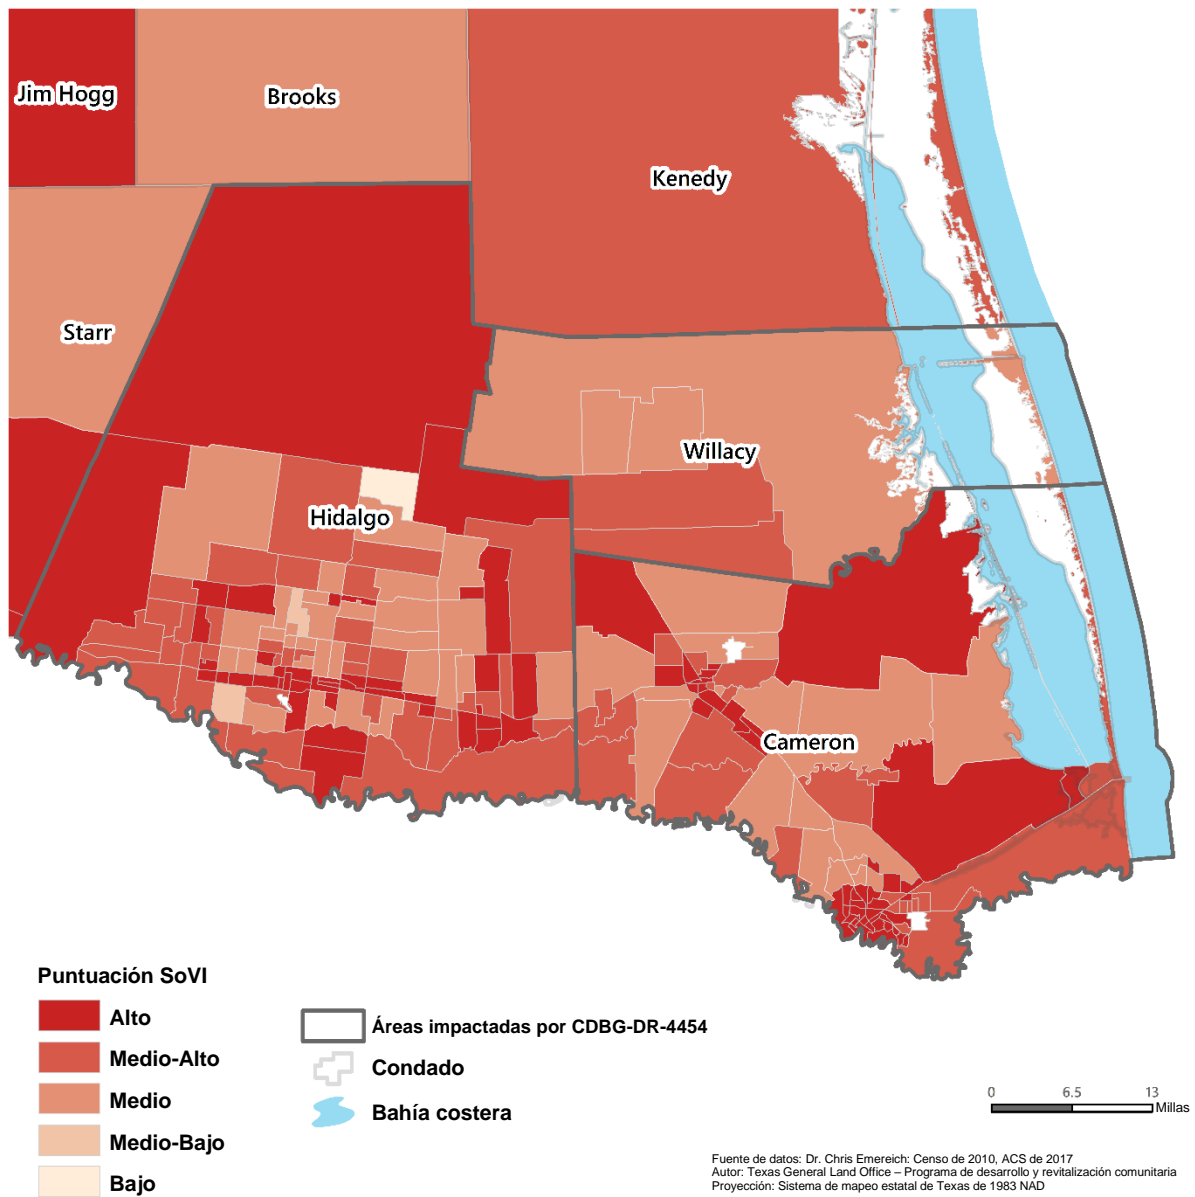 Jim Hogg
Brooks
Kenedy
Starr
Willacy
Hidalgo
Cameron
Puntuación SoVI
Alto
Medio-Alto
Medio
Medio-Bajo
Bajo
Áreas impactadas por CDBG-DR-4454
Condado
Bahía costera
0 6.5 13
Millas
Fuente de datos: Dr. Chris Emereich: Censo de 2010, ACS de 2017
Autor: Texas General Land Office – Programa de desarrollo y revitalización comunitaria
Proyección: Sistema de mapeo estatal de Texas de 1983 NAD